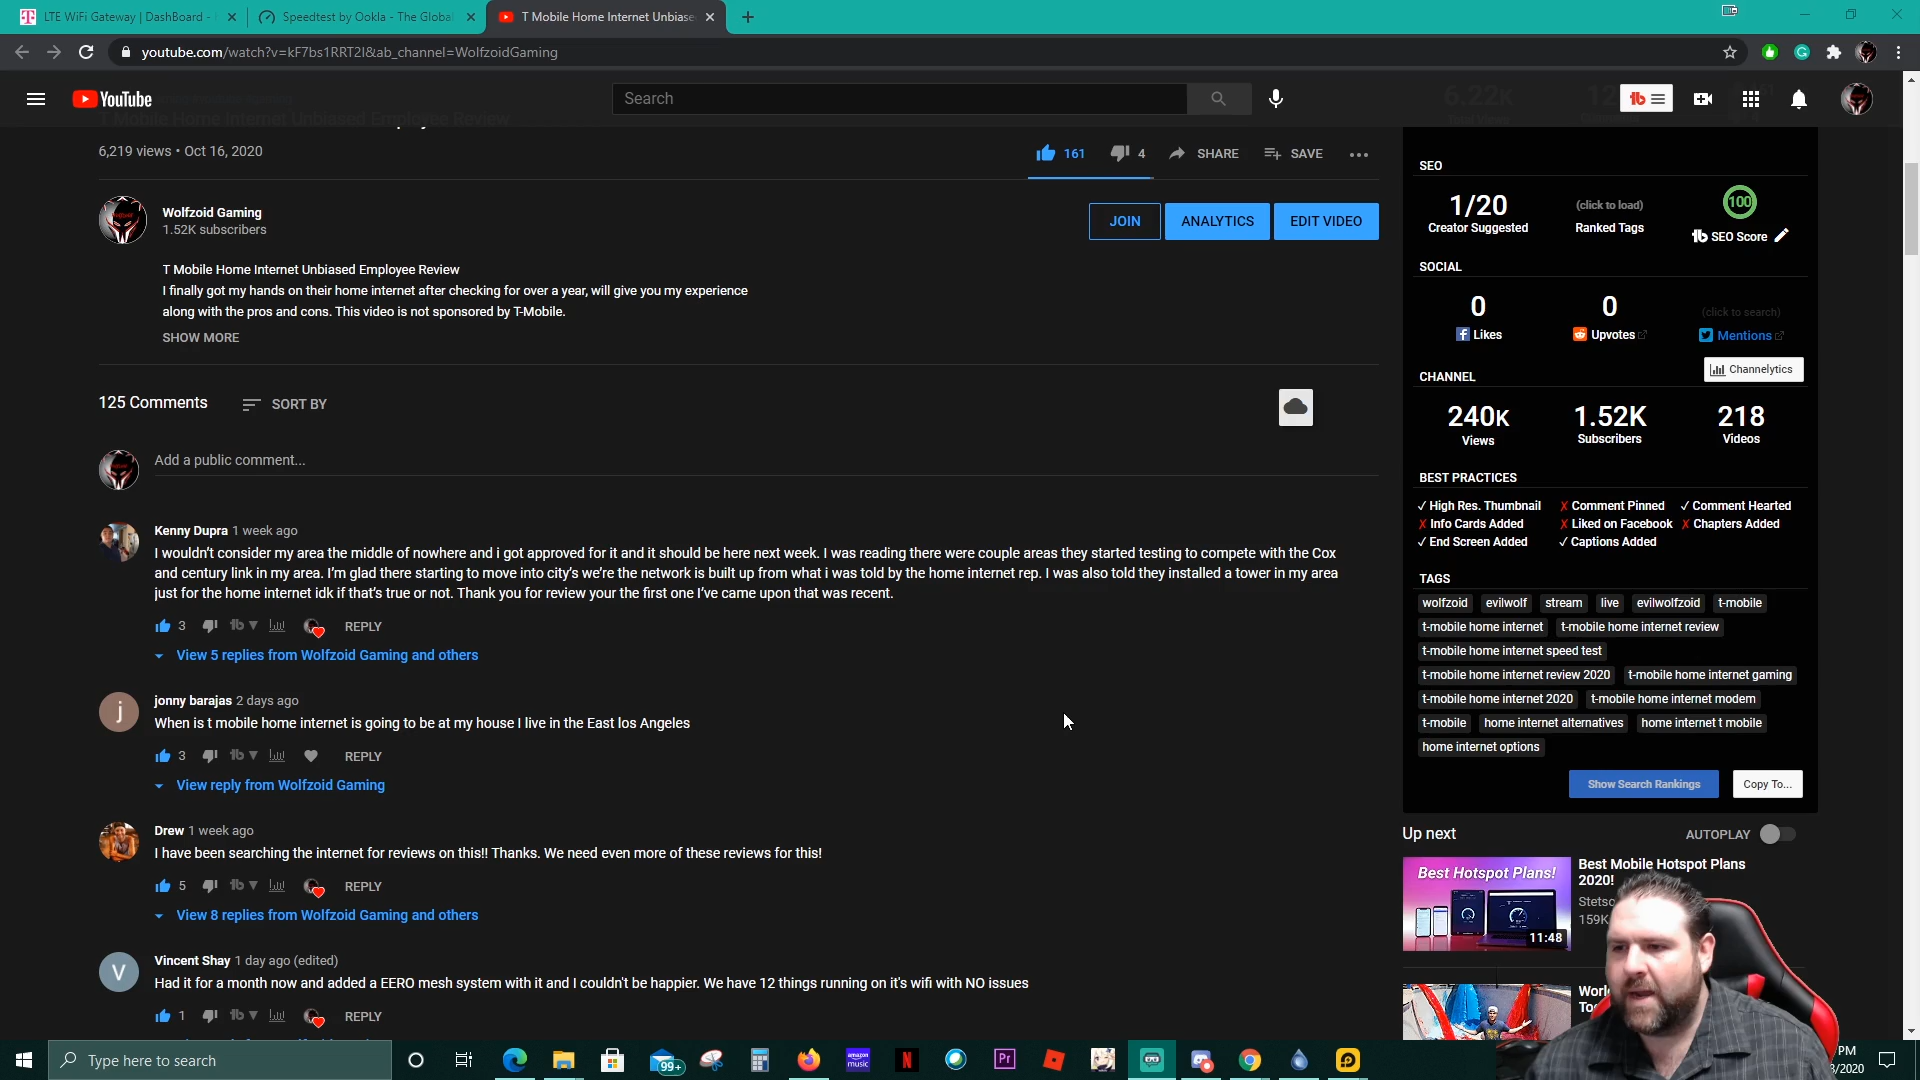 LTE WiFi Gateway | DashBoard -
Speedtest by Ookla - The Global
T Mobile Home Internet Unbiase
youtube.com/watch?v=kF7bs1RRT2I&ab_channel=WolfzoidGaming
YouTube
Search
T Mobile Home Internet Unbiased Employee Review
6,219 views • Oct 16, 2020
161
4
SHARE
SAVE
Wolfzoid Gaming
1.52K subscribers
JOIN
ANALYTICS
EDIT VIDEO
T Mobile Home Internet Unbiased Employee Review
I finally got my hands on their home internet after checking for over a year, will give you my experience
along with the pros and cons. This video is not sponsored by T-Mobile.
SHOW MORE
125 Comments
SORT BY
Add a public comment...
Kenny Dupra 1 week ago
I wouldn't consider my area the middle of nowhere and i got approved for it and it should be here next week. I was reading there were couple areas they started testing to compete with the Cox
and century link in my area. I'm glad there starting to move into city's we're the network is built up from what i was told by the home internet rep. I was also told they installed a tower in my area
just for the home internet idk if that's true or not. Thank you for review your the first one I've came upon that was recent.
3
REPLY
View 5 replies from Wolfzoid Gaming and others
jonny barajas 2 days ago
When is t mobile home internet is going to be at my house I live in the East los Angeles
3
REPLY
View reply from Wolfzoid Gaming
Drew 1 week ago
I have been searching the internet for reviews on this!! Thanks. We need even more of these reviews for this!
5
REPLY
View 8 replies from Wolfzoid Gaming and others
Vincent Shay 1 day ago (edited)
Had it for a month now and added a EERO mesh system with it and I couldn't be happier. We have 12 things running on it's wifi with NO issues
1
REPLY
6.22K
SEO
1/20
Creator Suggested
(click to load)
Ranked Tags
100
SEO Score
SOCIAL
0
Likes
0
Upvotes
(click to search)
Mentions
CHANNEL
Channelytics
240K
Views
1.52K
Subscribers
218
Videos
BEST PRACTICES
✓ High Res. Thumbnail ✗ Comment Pinned ✓ Comment Hearted
✗ Info Cards Added ✗ Liked on Facebook ✗ Chapters Added
✓ End Screen Added ✓ Captions Added
TAGS
wolfzoid evilwolf stream live evilwolfzoid t-mobile
t-mobile home internet t-mobile home internet review
t-mobile home internet speed test
t-mobile home internet review 2020 t-mobile home internet gaming
t-mobile home internet 2020 t-mobile home internet modem
t-mobile home internet alternatives home internet t mobile
home internet options
Show Search Rankings
Copy To...
Up next
AUTOPLAY
Best Hotspot Plans!
11:48
Best Mobile Hotspot Plans
2020!
Stetso
159K
Worl
To
Type here to search
99+
amazon music
N
Pr
PM
/2020